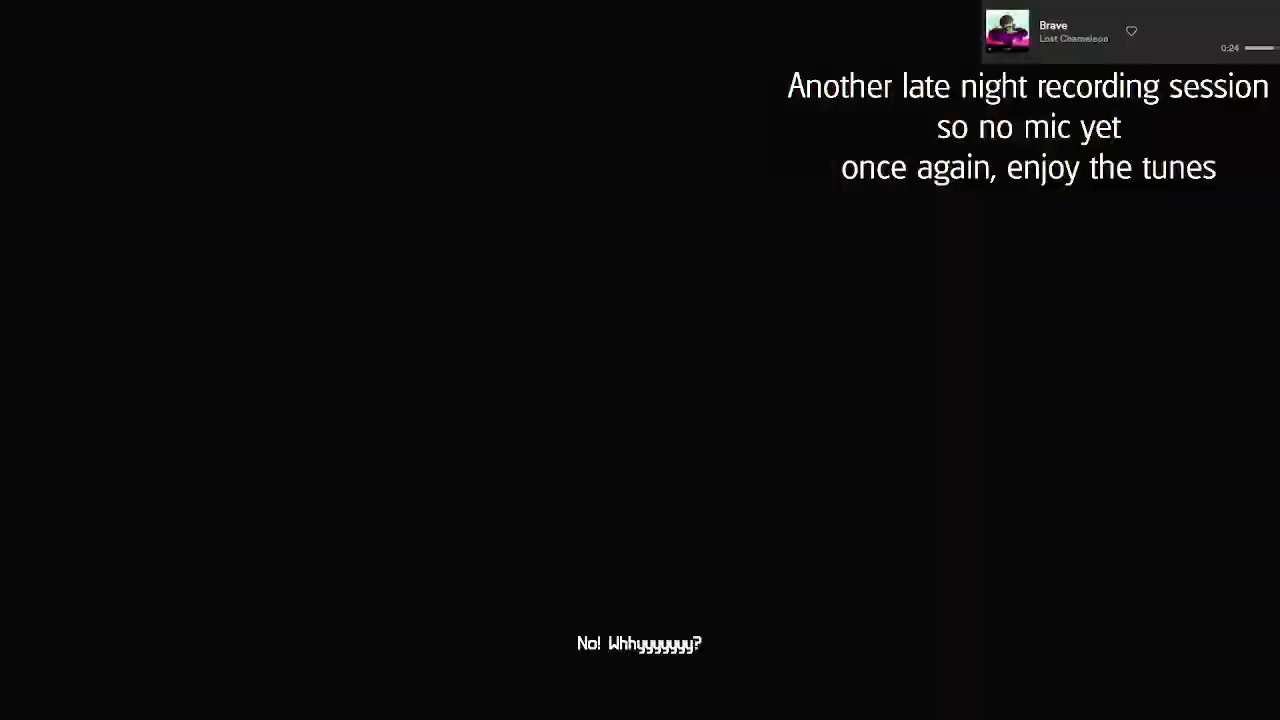 Brave
Lost Chameleon
0:24
Another late night recording session
so no mic yet
once again, enjoy the tunes
No! Whhyyyyyyy?